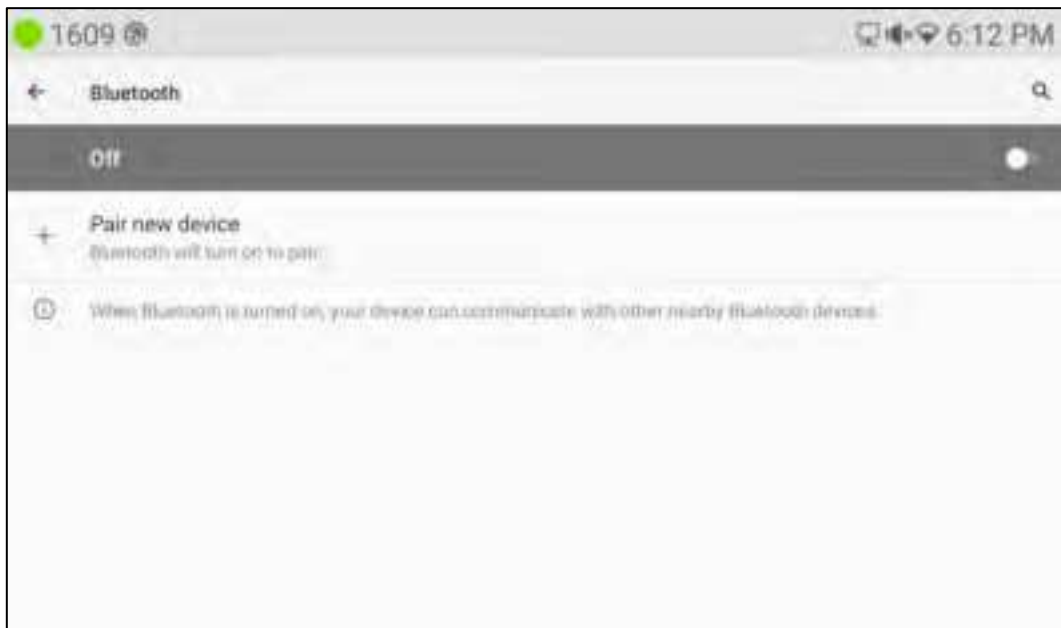 1609 6:12 PM
Bluetooth
Off
Pair new device
Bluetooth will turn on to pair
When Bluetooth is turned on, your device can communicate with other nearby Bluetooth devices.